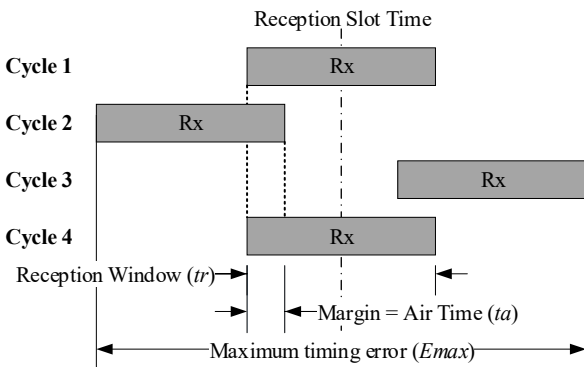 Reception Slot Time
Cycle 1 Rx
Cycle 2 Rx
Cycle 3 Rx
Cycle 4 Rx
Reception Window (tr)
Margin = Air Time (ta)
Maximum timing error (Emax)